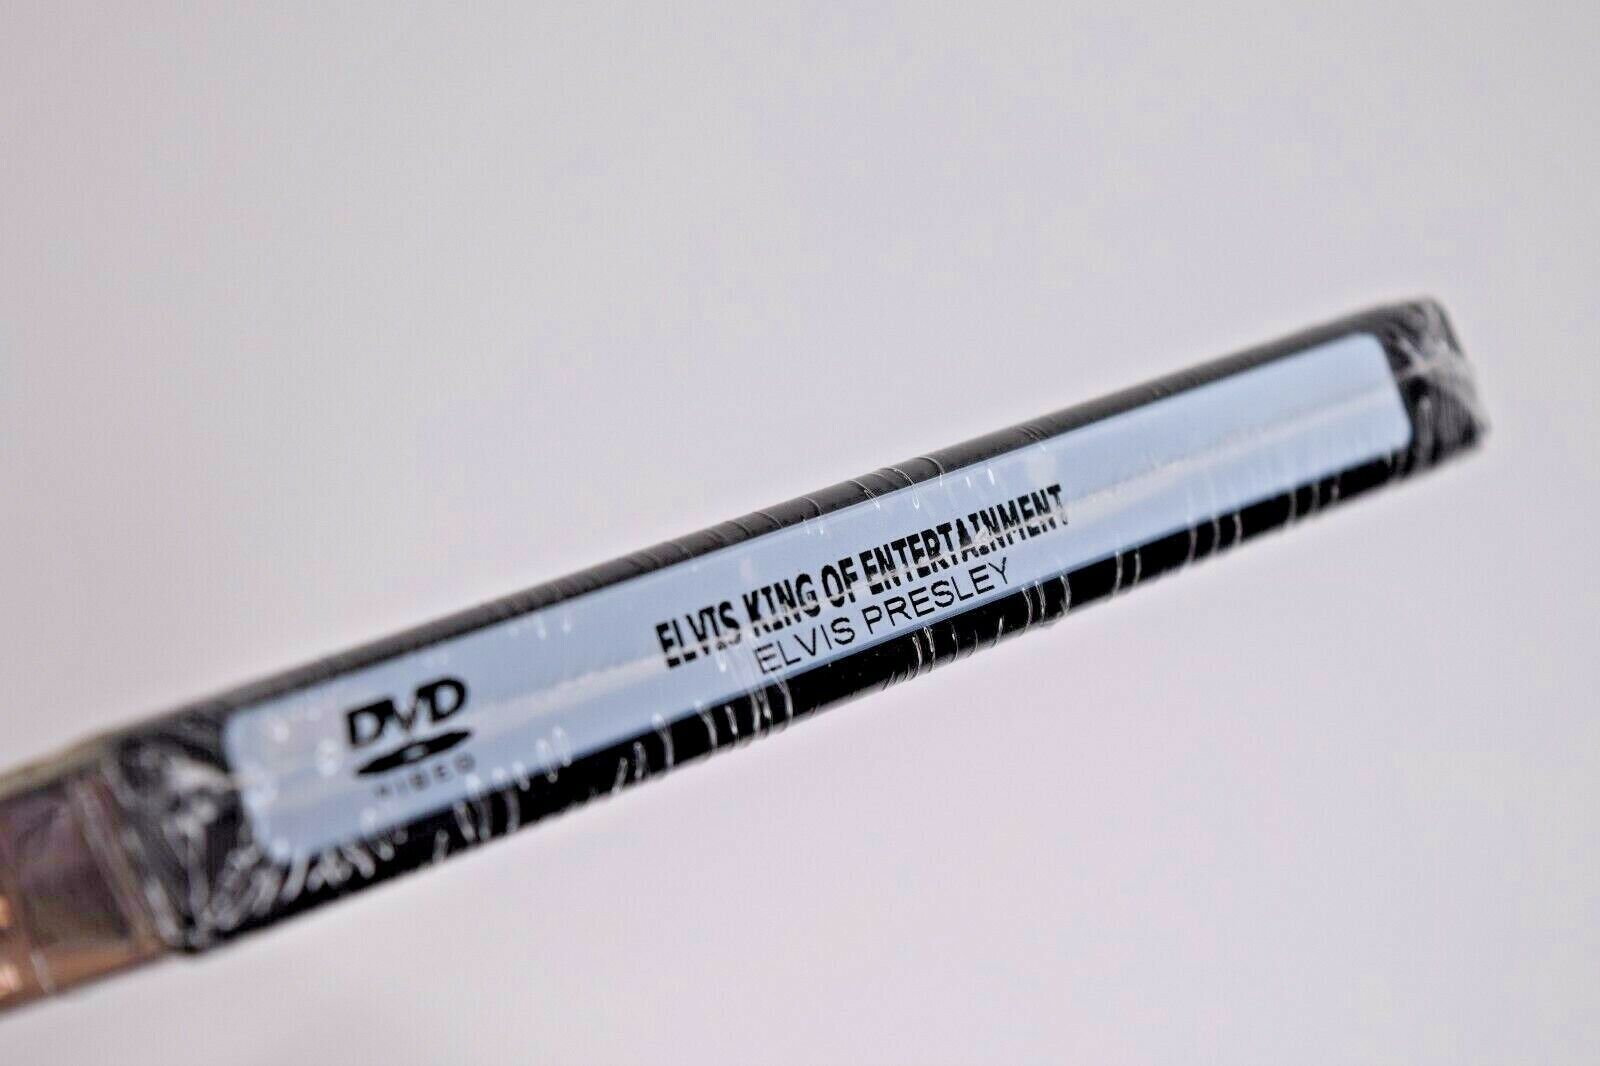 ELVIS KING OF ENTERTAINMENT
ELVIS PRESLEY
DVD
VIDEO